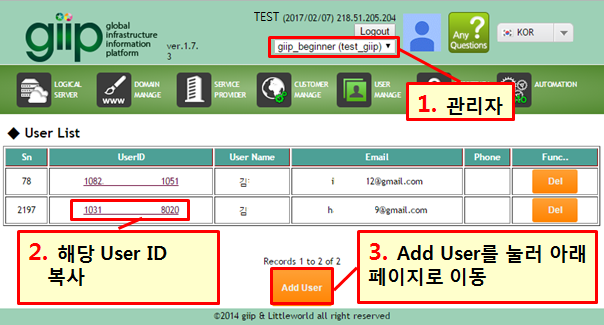 giip
global
infrastructure
information
platform
ver.1.7.
3
TEST (2017/02/07) 218.51.205.204
Logout
giip_beginner (test_giip)
Any
Questions
KOR
LOGICAL
SERVER
DOMAIN
MANAGE
SERVICE
PROVIDER
CUSTOMER
MANAGE
USER
MANAGE
AUTOMATION
1. 관리자
◆ User List
Sn UserID User Name Email Phone Func..
78 1082. 1051 김 i 12@gmail.com Del
2197 1031 8020 김 h 9@gmail.com Del
2. 해당 User ID
복사
Records 1 to 2 of 2
Add User
3. Add User를 눌러 아래
페이지로 이동
©2014 giip & Littleworld all right reserved